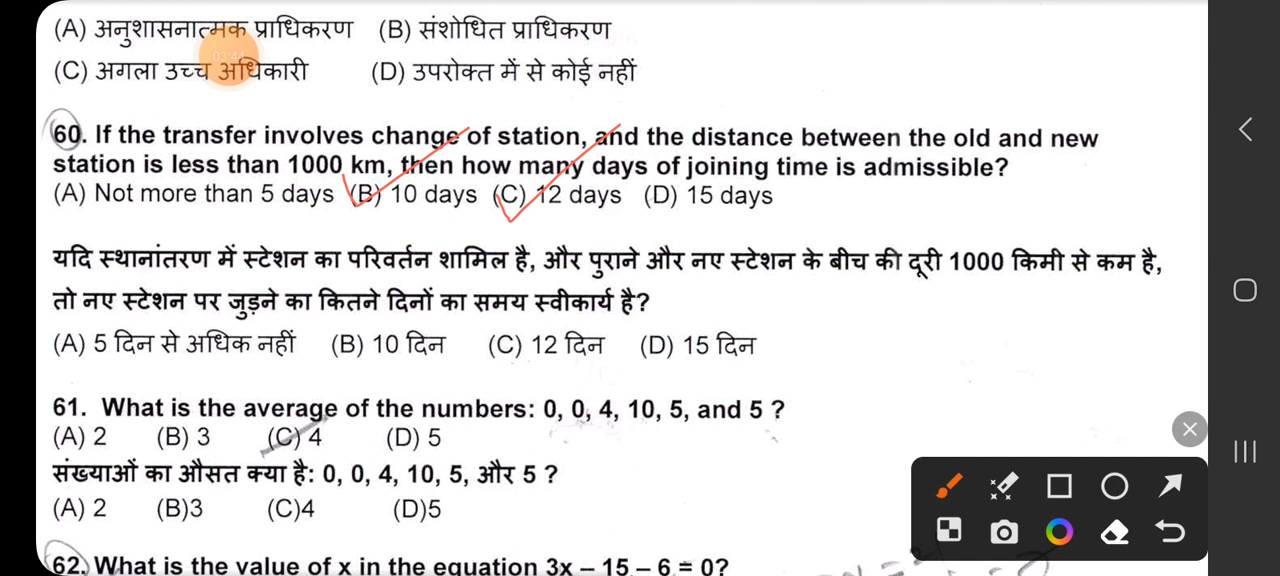 (A) अनुशासनात्मक प्राधिकरण (B) संशोधित प्राधिकरण
03:44
(C) अगला उच्च अधिकारी (D) उपरोक्त में से कोई नहीं
60. If the transfer involves change of station, and the distance between the old and new
station is less than 1000 km, then how many days of joining time is admissible?
(A) Not more than 5 days (B) 10 days (C) 12 days (D) 15 days
यदि स्थानांतरण में स्टेशन का परिवर्तन शामिल है, और पुराने और नए स्टेशन के बीच की दूरी 1000 किमी से कम है,
तो नए स्टेशन पर जुड़ने का कितने दिनों का समय स्वीकार्य है?
(A) 5 दिन से अधिक नहीं (B) 10 दिन (C) 12 दिन (D) 15 दिन
61. What is the average of the numbers: 0, 0, 4, 10, 5, and 5 ?
(A) 2 (B) 3 (C) 4 (D) 5
संख्याओं का औसत क्या है: 0, 0, 4, 10, 5, और 5 ?
(A) 2 (B)3 (C)4 (D)5
62. What is the value of x in the equation 3x – 15 – 6 = 0?